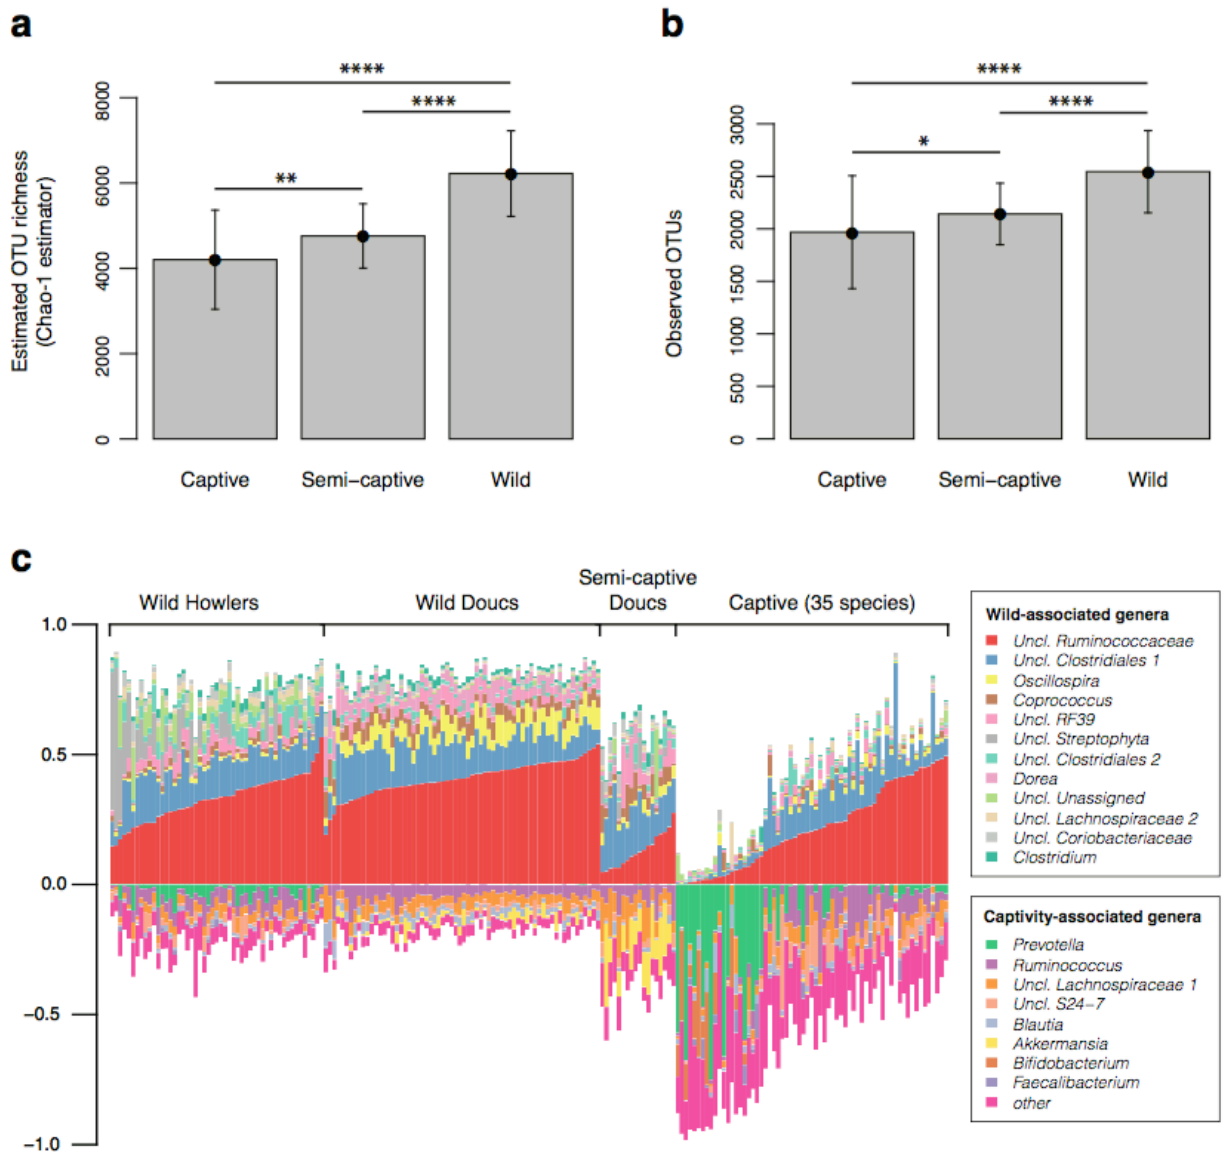 a
Estimated OTU richness
(Chao-1 estimator)
8000
6000
4000
2000
0
****
****
**
Captive
Semi−captive
Wild
b
Observed OTUs
3000
2500
2000
1500
1000
500
0
****
****
*
Captive
Semi−captive
Wild
c
Wild Howlers
Wild Doucs
Semi-captive
Doucs
Captive (35 species)
1.0
0.5
0.0
−0.5
−1.0
Wild-associated genera
Uncl. Ruminococcaceae
Uncl. Clostridiales 1
Oscillospira
Coprococcus
Uncl. RF39
Uncl. Streptophyta
Uncl. Clostridiales 2
Dorea
Uncl. Unassigned
Uncl. Lachnospiraceae 2
Uncl. Coriobacteriaceae
Clostridium
Captivity-associated genera
Prevotella
Ruminococcus
Uncl. Lachnospiraceae 1
Uncl. S24−7
Blautia
Akkermansia
Bifidobacterium
Faecalibacterium
other